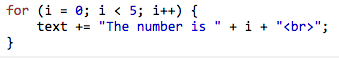 for (i = 0; i < 5; i++) {
    text += "The number is " + i + "<br>";
}